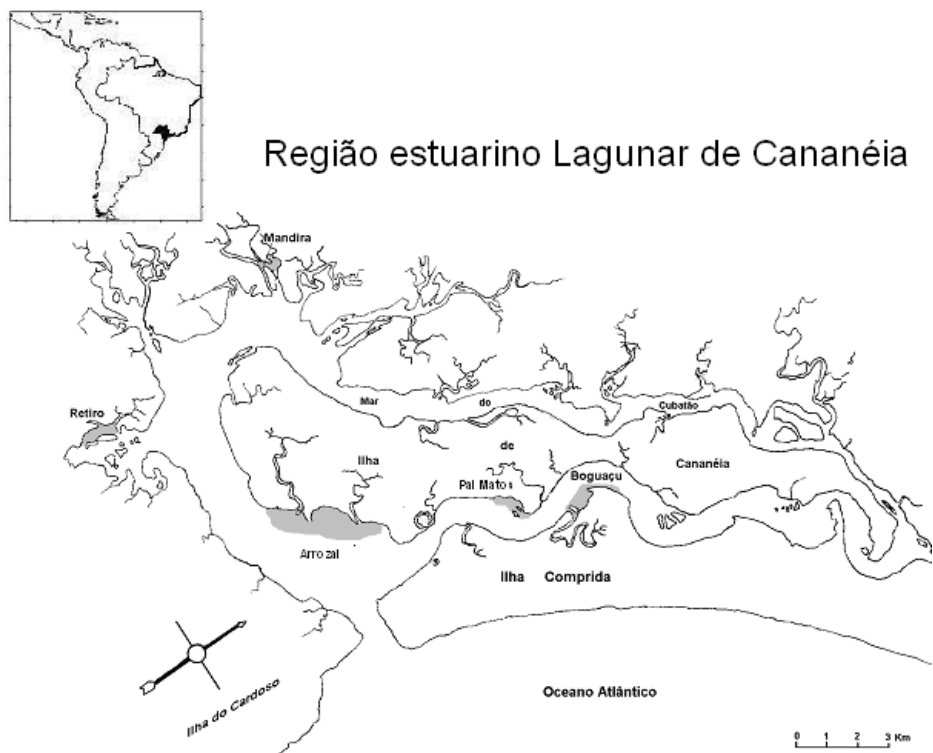 Região estuarino Lagunar de Cananéia
Mandira
Retiro
Mar do Cubatão
Ilha de Cananéia
Pal Matos
Boguaçu
Arrozal
Ilha Comprida
Ilha do Cardoso
Oceano Atlântico
0 1 2 3 Km